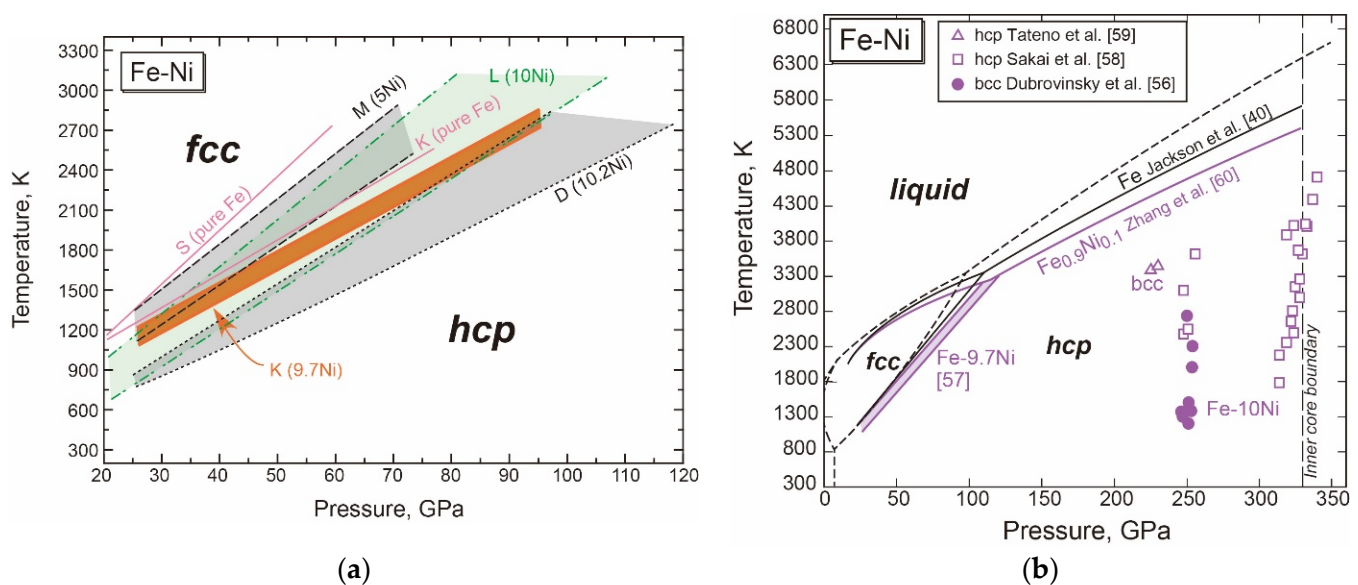 Fe-Ni
fcc
hcp
S (pure Fe)
M (5Ni)
L (10Ni)
K (pure Fe)
D (10.2Ni)
K (9.7Ni)
Temperature, K
3300
3000
2700
2400
2100
1800
1500
1200
900
600
300
20 30 40 50 60 70 80 90 100 110 120
Pressure, GPa
(a)
Fe-Ni
hcp Tateno et al. [59]
hcp Sakai et al. [58]
bcc Dubrovinsky et al. [56]
liquid
Fe Jackson et al. [40]
Fe0.9Ni0.1 Zhang et al. [60]
bcc
fcc
hcp
Fe-9.7Ni
[57]
Fe-10Ni
Inner core boundary
Temperature, K
6800
6300
5800
5300
4800
4300
3800
3300
2800
2300
1800
1300
800
300
0 50 100 150 200 250 300 350
Pressure, GPa
(b)